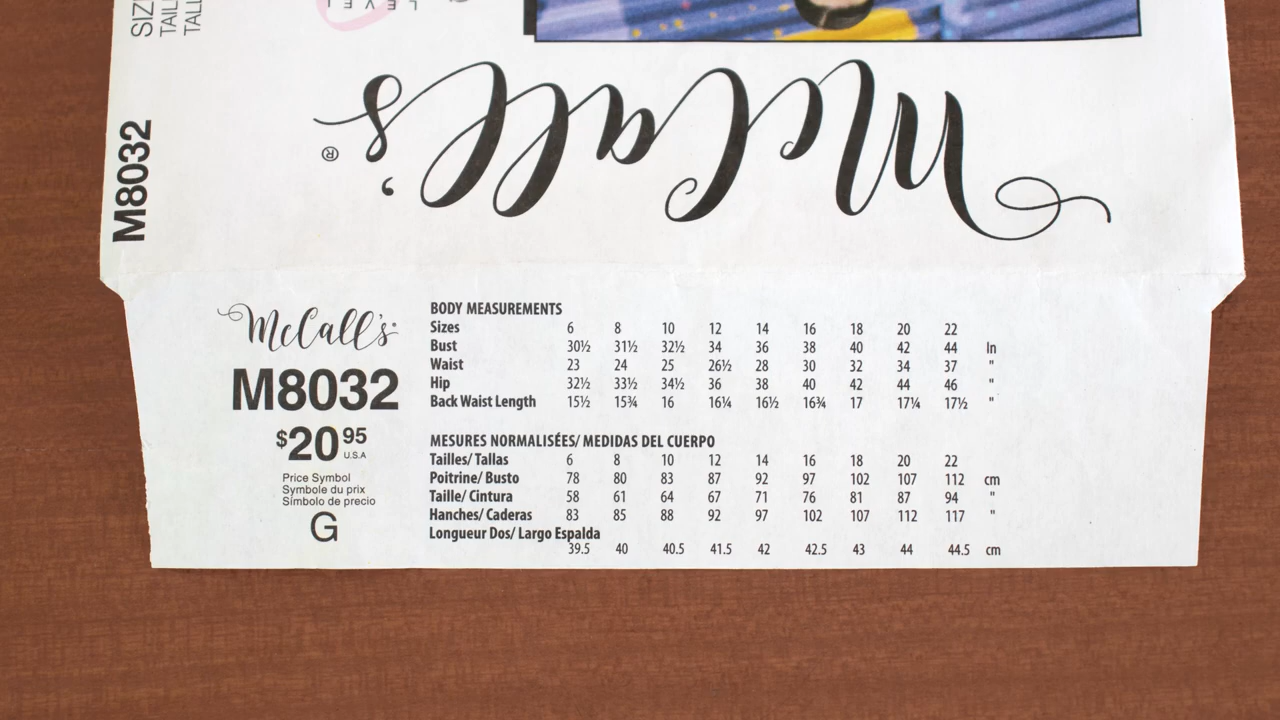 SIZ
TAIL
TALL
LEVEL
M8032
McCall's®
McCall's®
M8032
$20 95
U.S.A
Price Symbol
Symbole du prix
Símbolo de precio
G
BODY MEASUREMENTS
Sizes 6 8 10 12 14 16 18 20 22
Bust 30½ 31½ 32½ 34 36 38 40 42 44 In
Waist 23 24 25 26½ 28 30 32 34 37 "
Hip 32½ 33½ 34½ 36 38 40 42 44 46 "
Back Waist Length 15½ 15¾ 16 16¼ 16½ 16¾ 17 17¼ 17½ "
MESURES NORMALISÉES/ MEDIDAS DEL CUERPO
Tailles/ Tallas 6 8 10 12 14 16 18 20 22
Poitrine/ Busto 78 80 83 87 92 97 102 107 112 cm
Taille/ Cintura 58 61 64 67 71 76 81 87 94 "
Hanches/ Caderas 83 85 88 92 97 102 107 112 117 "
Longueur Dos/ Largo Espalda
39.5 40 40.5 41.5 42 42.5 43 44 44.5 cm